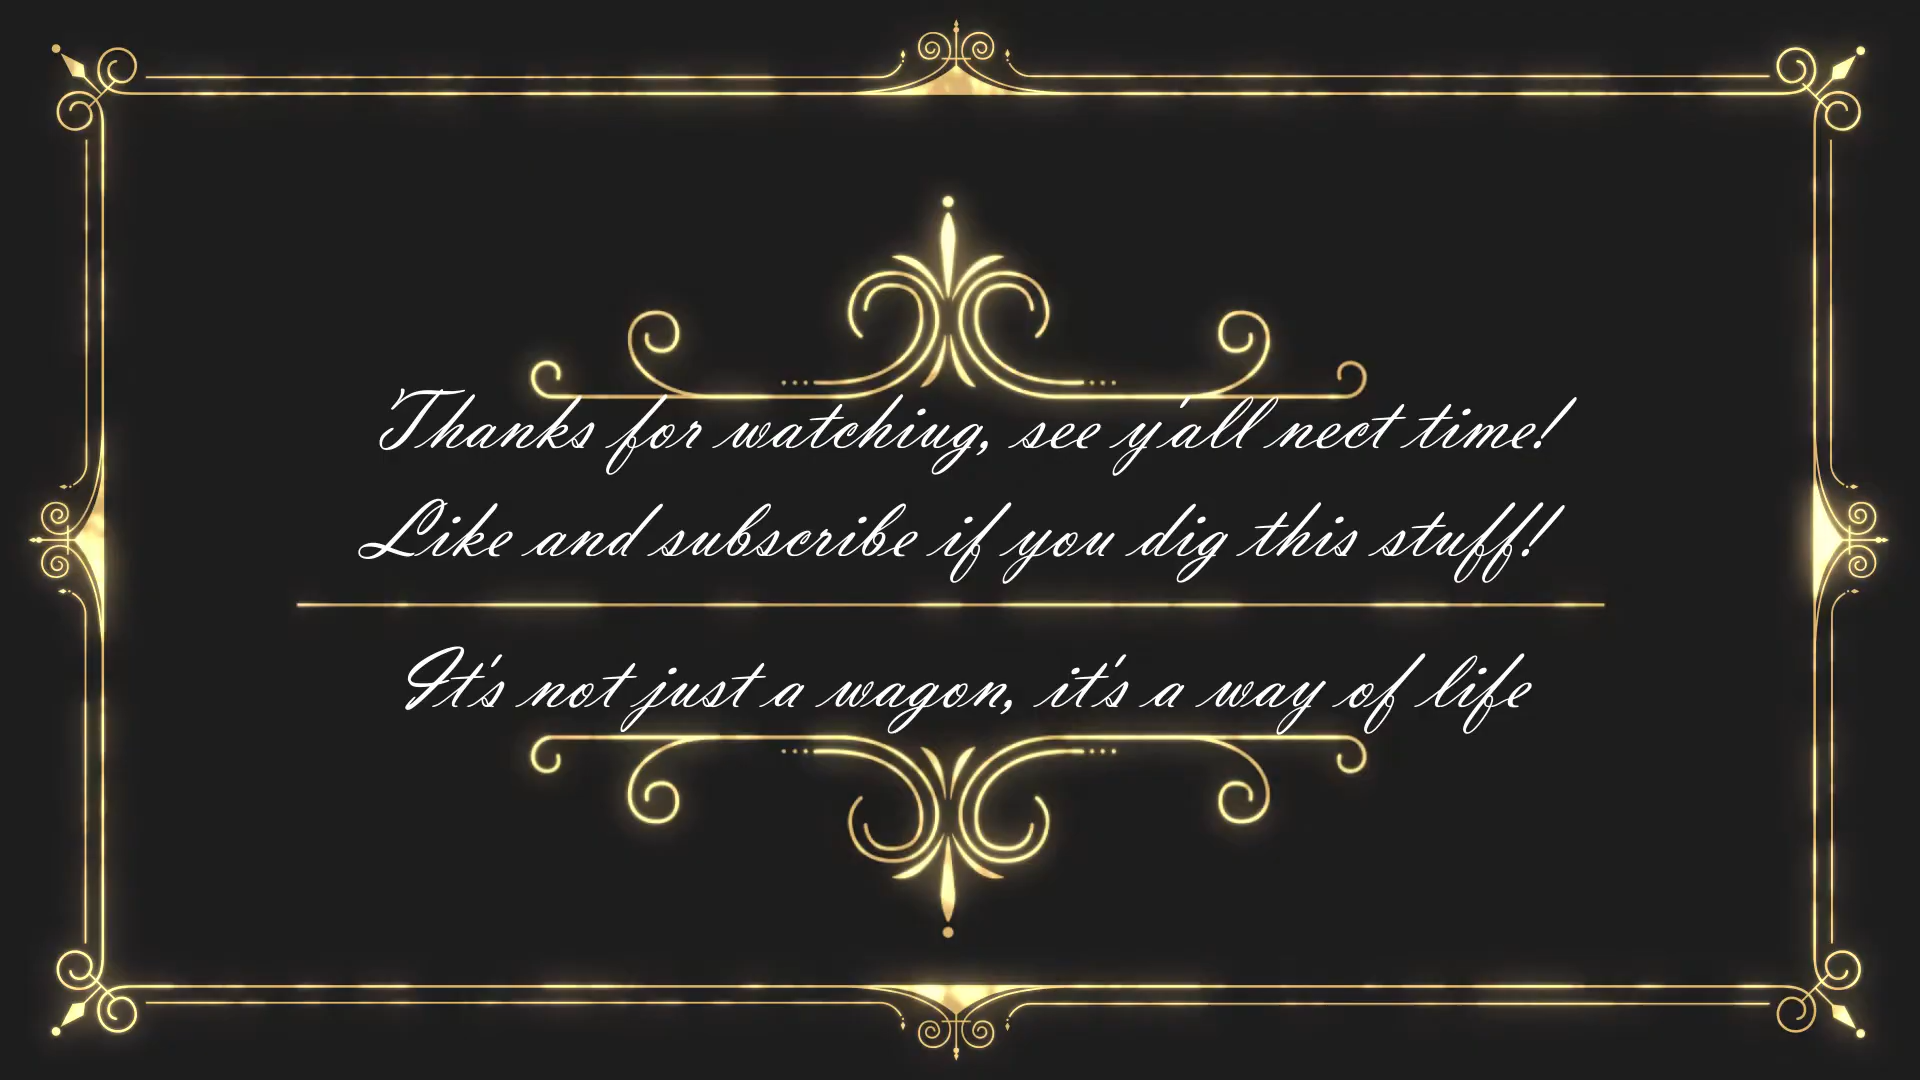 Thanks for watching, see y'all nect time!
Like and subscribe if you dig this stuff!
It's not just a wagon, it's a way of life